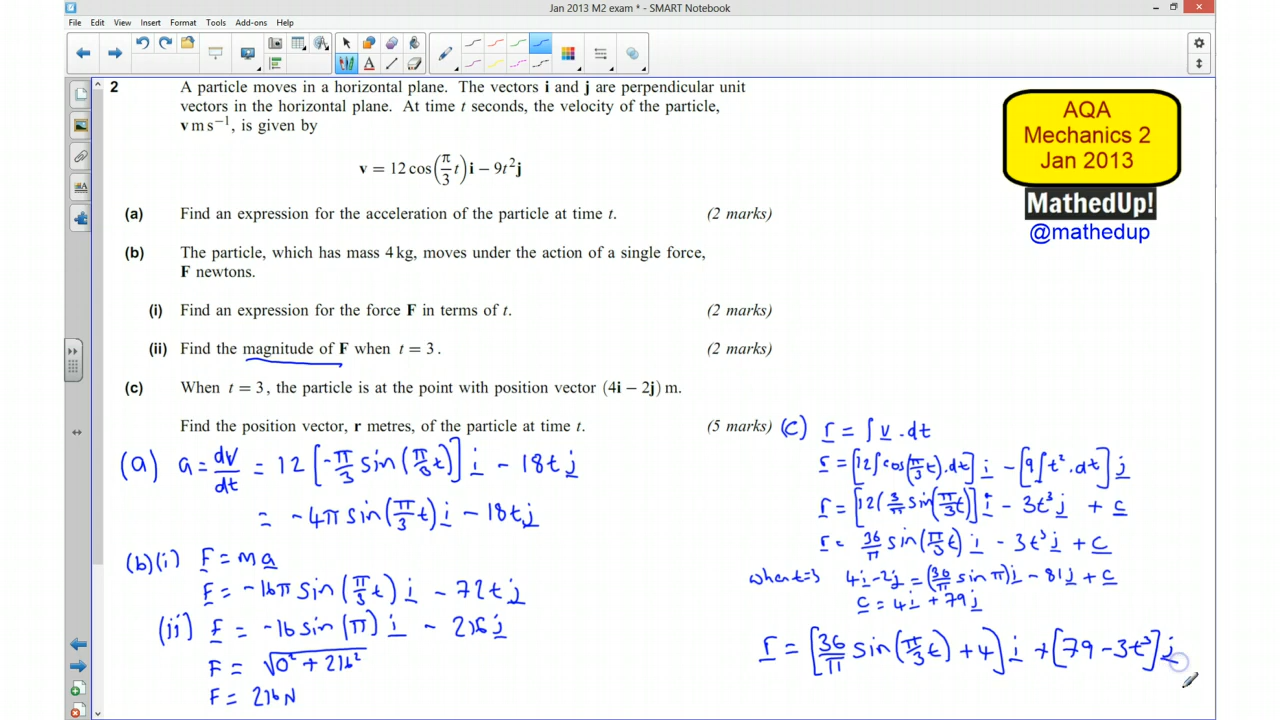 Jan 2013 M2 exam * - SMART Notebook
File Edit View Insert Format Tools Add-ons Help
2 A particle moves in a horizontal plane. The vectors i and j are perpendicular unit
vectors in the horizontal plane. At time t seconds, the velocity of the particle,
v m s⁻¹, is given by
v = 12 cos(π/3 t)i − 9t²j
(a) Find an expression for the acceleration of the particle at time t. (2 marks)
(b) The particle, which has mass 4 kg, moves under the action of a single force,
F newtons.
(i) Find an expression for the force F in terms of t. (2 marks)
(ii) Find the magnitude of F when t = 3. (2 marks)
(c) When t = 3, the particle is at the point with position vector (4i − 2j) m.
Find the position vector, r metres, of the particle at time t. (5 marks)
AQA
Mechanics 2
Jan 2013
MathedUp!
@mathedup
(a) a = dv/dt = 12[-π/3 sin(π/3 t)] i - 18t j
= -4π sin(π/3 t) i - 18t j
(b)(i) F = ma
F = -16π sin(π/3 t) i - 72t j
(ii) F = -16 sin(π) i - 216 j
F = √0² + 216²
F = 216N
(c) r = ∫ v . dt
r = [12∫cos(π/3 t).dt] i - [9∫t² . dt] j
r = [12(3/π sin(π/3 t)] i - 3t³ j + c
r = 36/π sin(π/3 t) i - 3t³ j + c
when t=3 4i - 2j = (36/π sin π) i - 81j + c
c = 4i + 79j
r = [36/π sin(π/3 t) + 4] i + [79 - 3t³] j